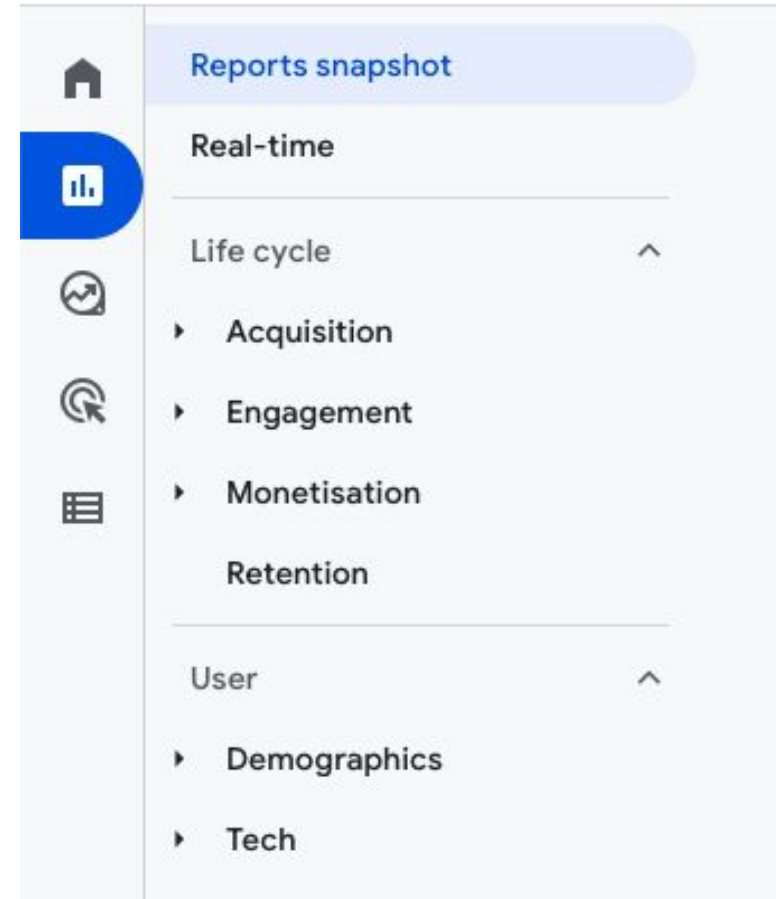 Reports snapshot
Real-time
Life cycle
Acquisition
Engagement
Monetisation
Retention
User
Demographics
Tech